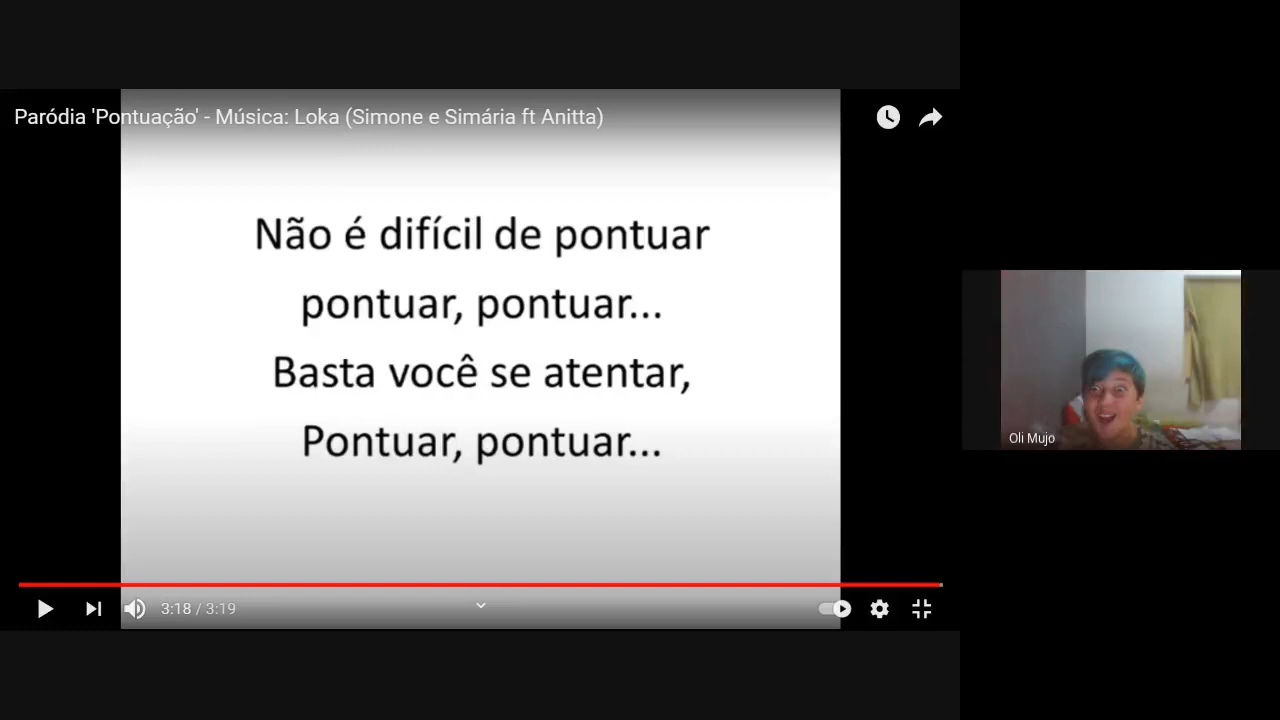 Paródia 'Pontuação' - Música: Loka (Simone e Simária ft Anitta)
Não é difícil de pontuar
pontuar, pontuar...
Basta você se atentar,
Pontuar, pontuar...
Oli Mujo
3:18 / 3:19